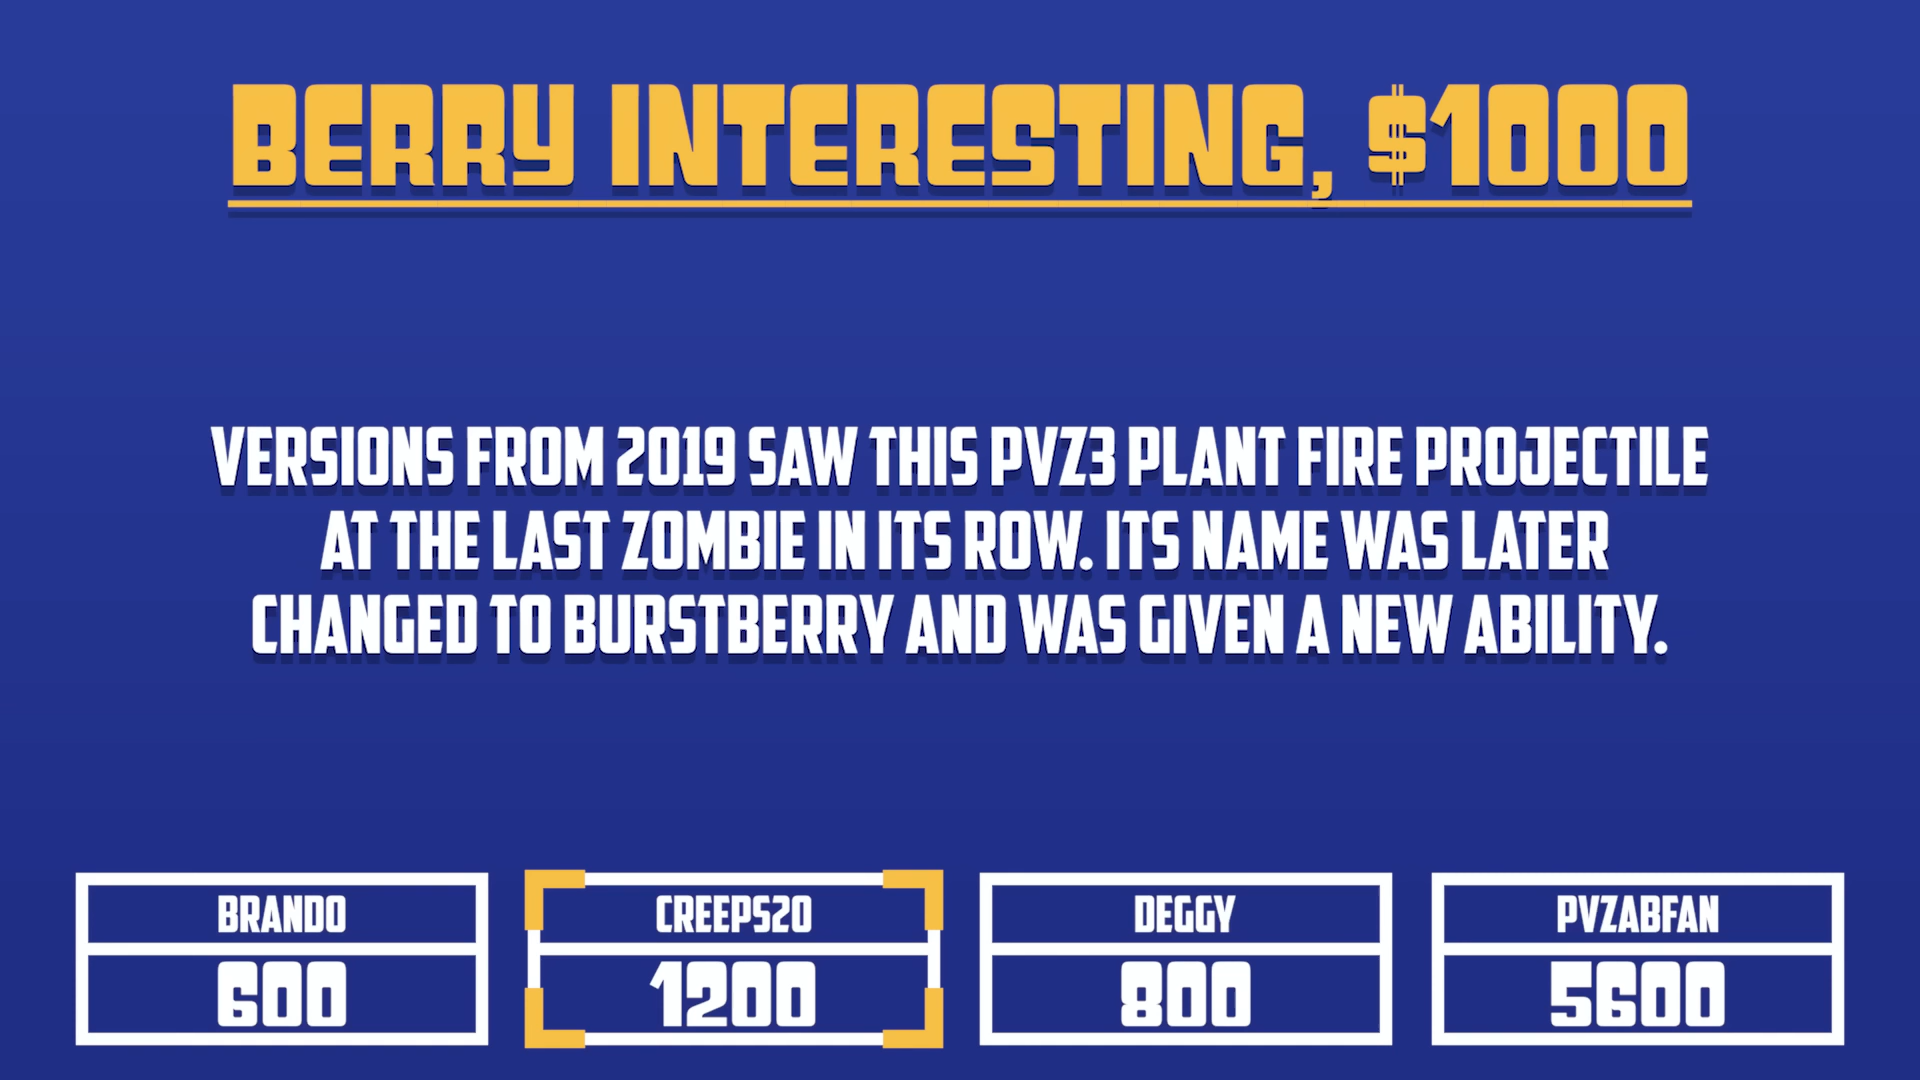 BERRY INTERESTING, $1000
VERSIONS FROM 2019 SAW THIS PVZ3 PLANT FIRE PROJECTILE
AT THE LAST ZOMBIE IN ITS ROW. ITS NAME WAS LATER
CHANGED TO BURSTBERRY AND WAS GIVEN A NEW ABILITY.
BRANDO
600
CREEPS20
1200
DEGGY
800
PVZABFAN
5600